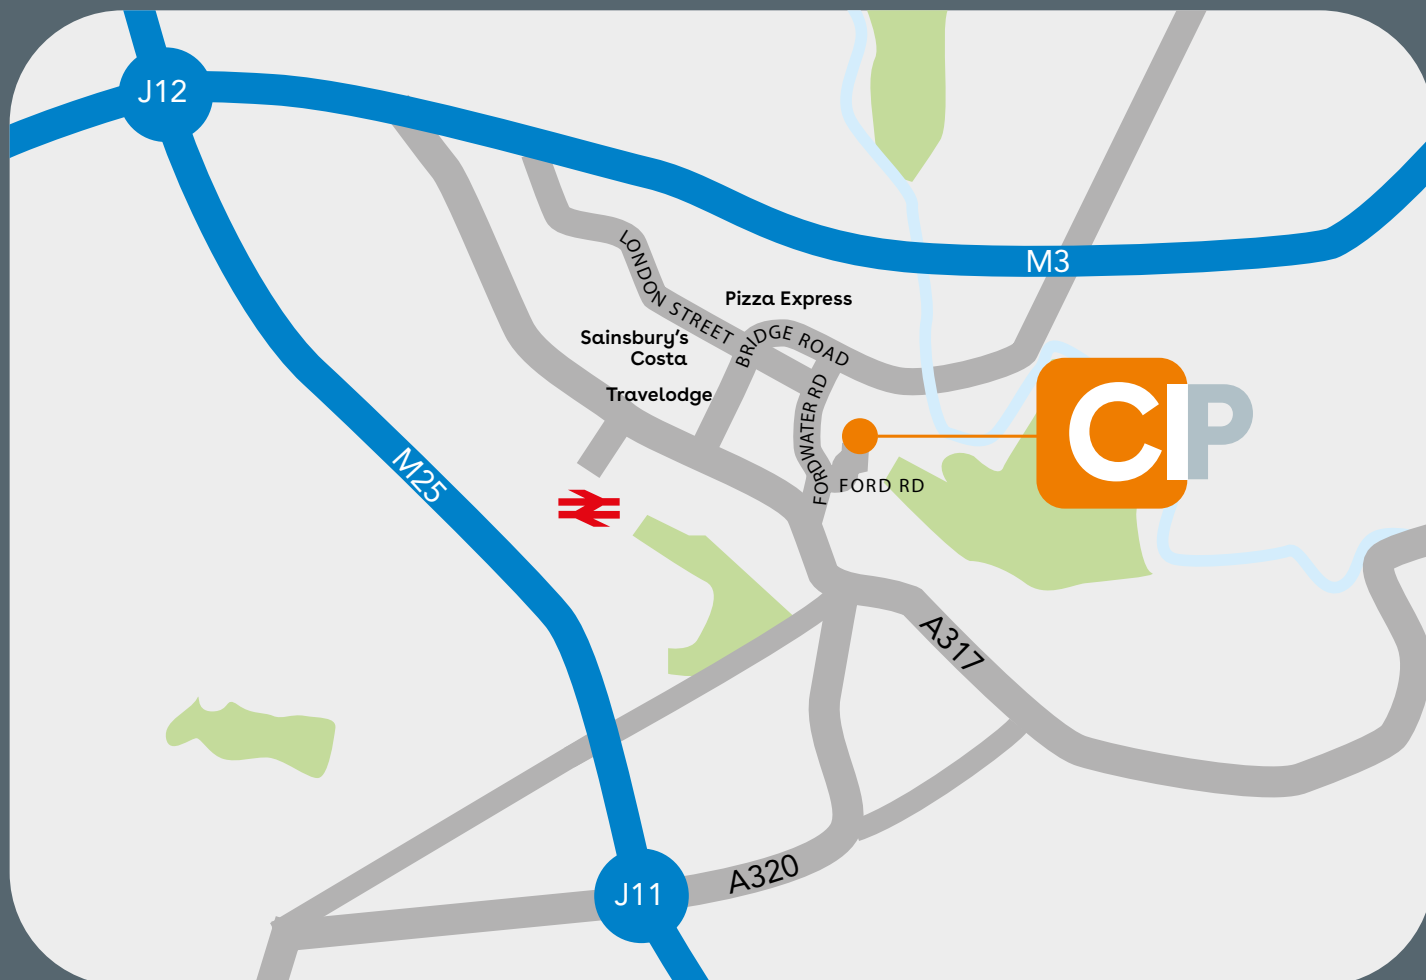 J12
M3
LONDON STREET
Pizza Express
BRIDGE ROAD
Sainsbury's
Costa
Travelodge
FORDWATER RD
FORD RD
CIP
M25
A317
A320
J11